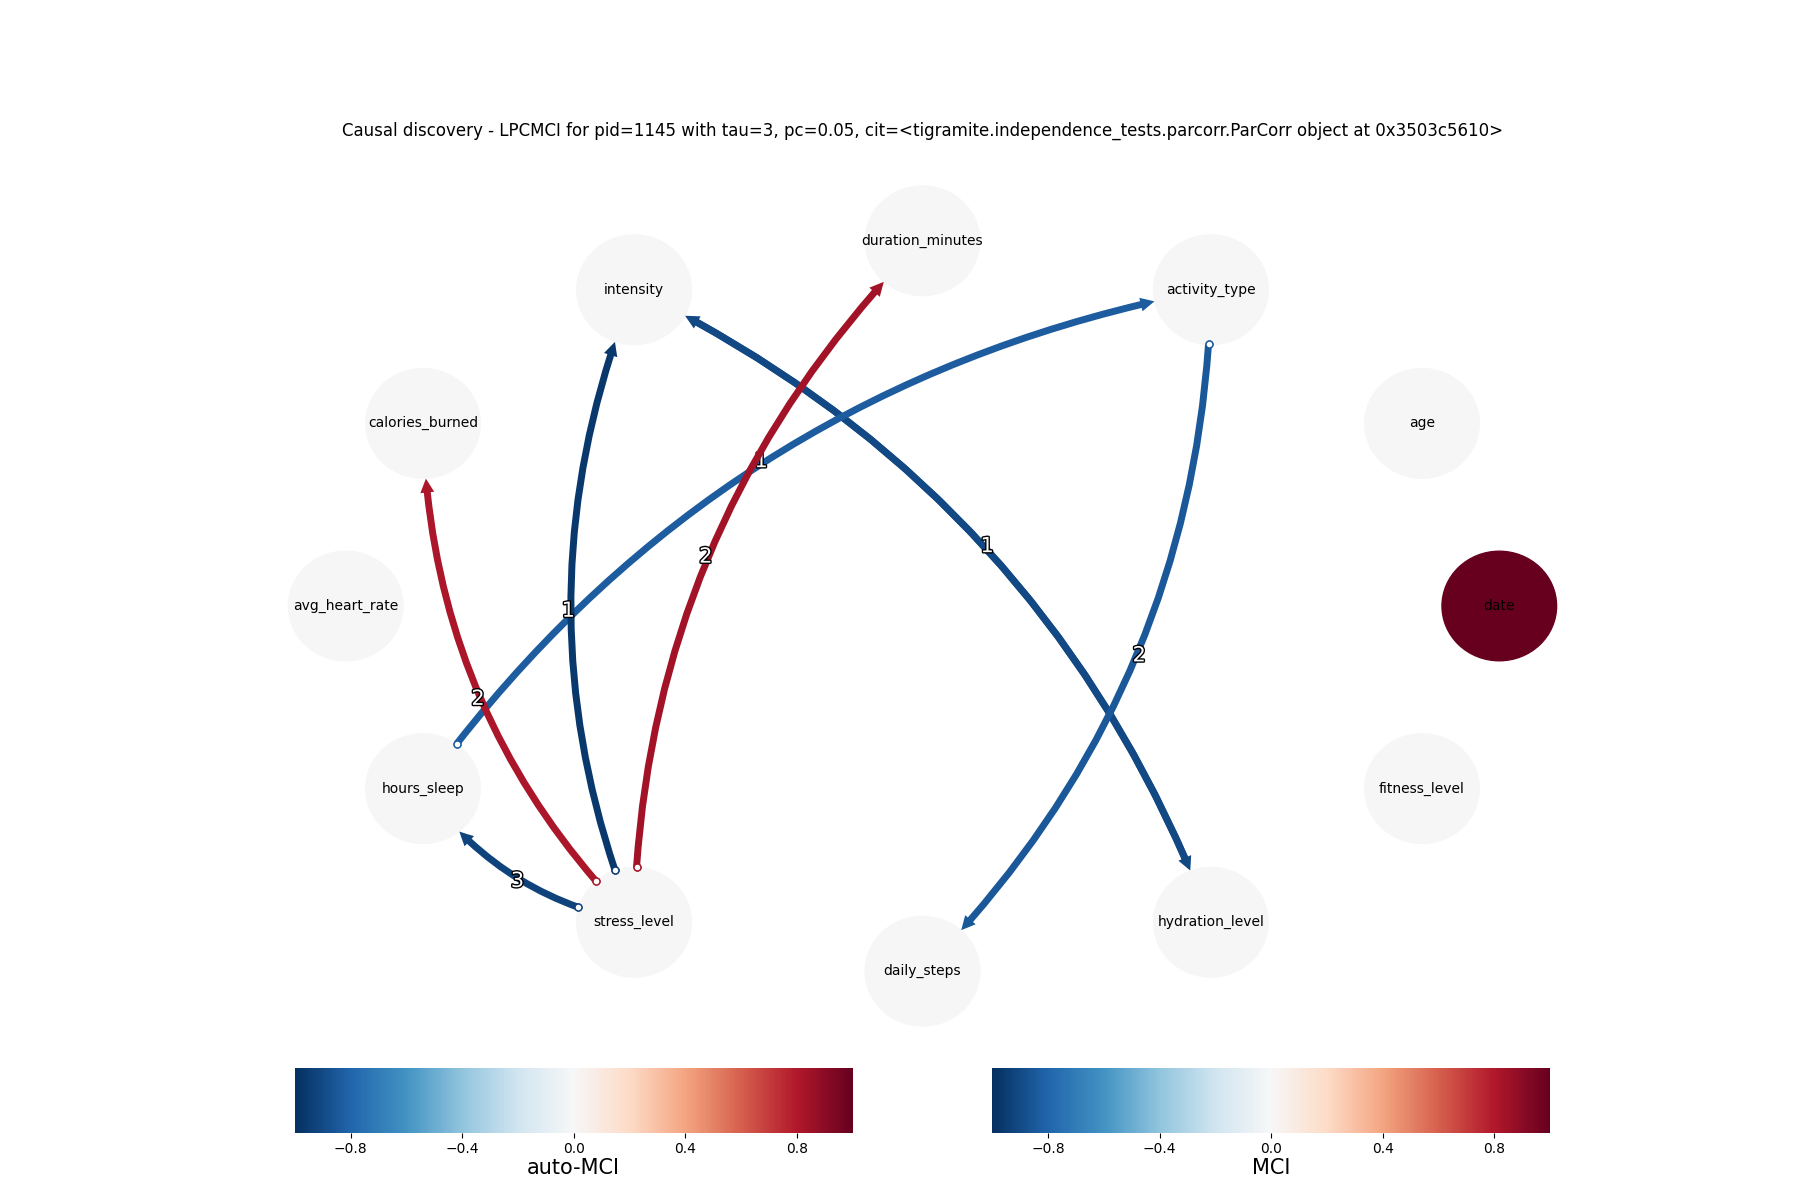 Causal discovery - LPCMCI for pid=1145 with tau=3, pc=0.05, cit=<tigramite.independence_tests.parcorr.ParCorr object at 0x3503c5610>
duration_minutes
intensity
activity_type
calories_burned
age
1
1
2
avg_heart_rate
date
1
2
2
hours_sleep
fitness_level
3
stress_level
hydration_level
daily_steps
−0.8 −0.4 0.0 0.4 0.8
auto-MCI
−0.8 −0.4 0.0 0.4 0.8
MCI